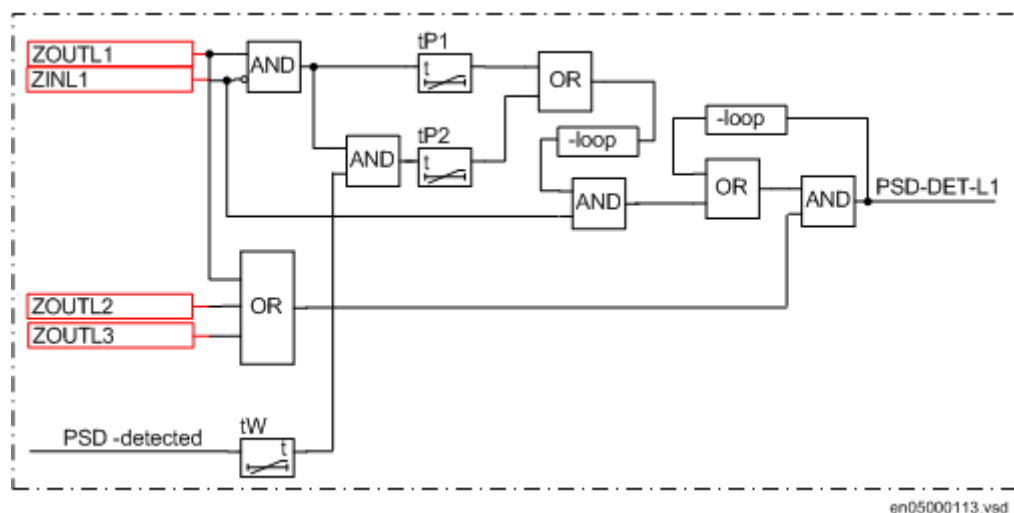 ZOUTL1
ZINL1
AND
tP1
t
OR
-loop
-loop
AND
tP2
t
AND
OR
AND
PSD-DET-L1
ZOUTL2
ZOUTL3
OR
PSD -detected
tW
t
en05000113.vsd